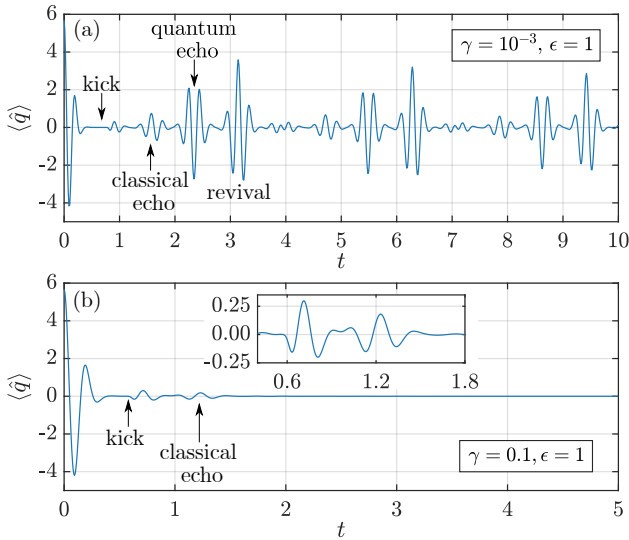 (a)
quantum
echo
γ = 10⁻³, ϵ = 1
kick
classical
echo
revival
6
4
2
0
-2
-4
⟨q̂⟩
0 1 2 3 4 5 6 7 8 9 10
t
(b)
0.25
0.00
-0.25
0.6 1.2 1.8
kick
classical
echo
γ = 0.1, ϵ = 1
6
4
2
0
-2
-4
⟨q̂⟩
0 1 2 3 4 5
t